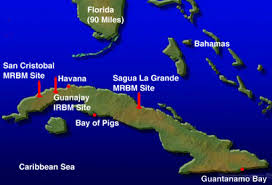 Florida
(90 Miles)
Bahamas
San Cristobal
MRBM Site
Havana
Sagua La Grande
MRBM Site
Guanajay
IRBM Site
Bay of Pigs
Caribbean Sea
Guantanamo Bay